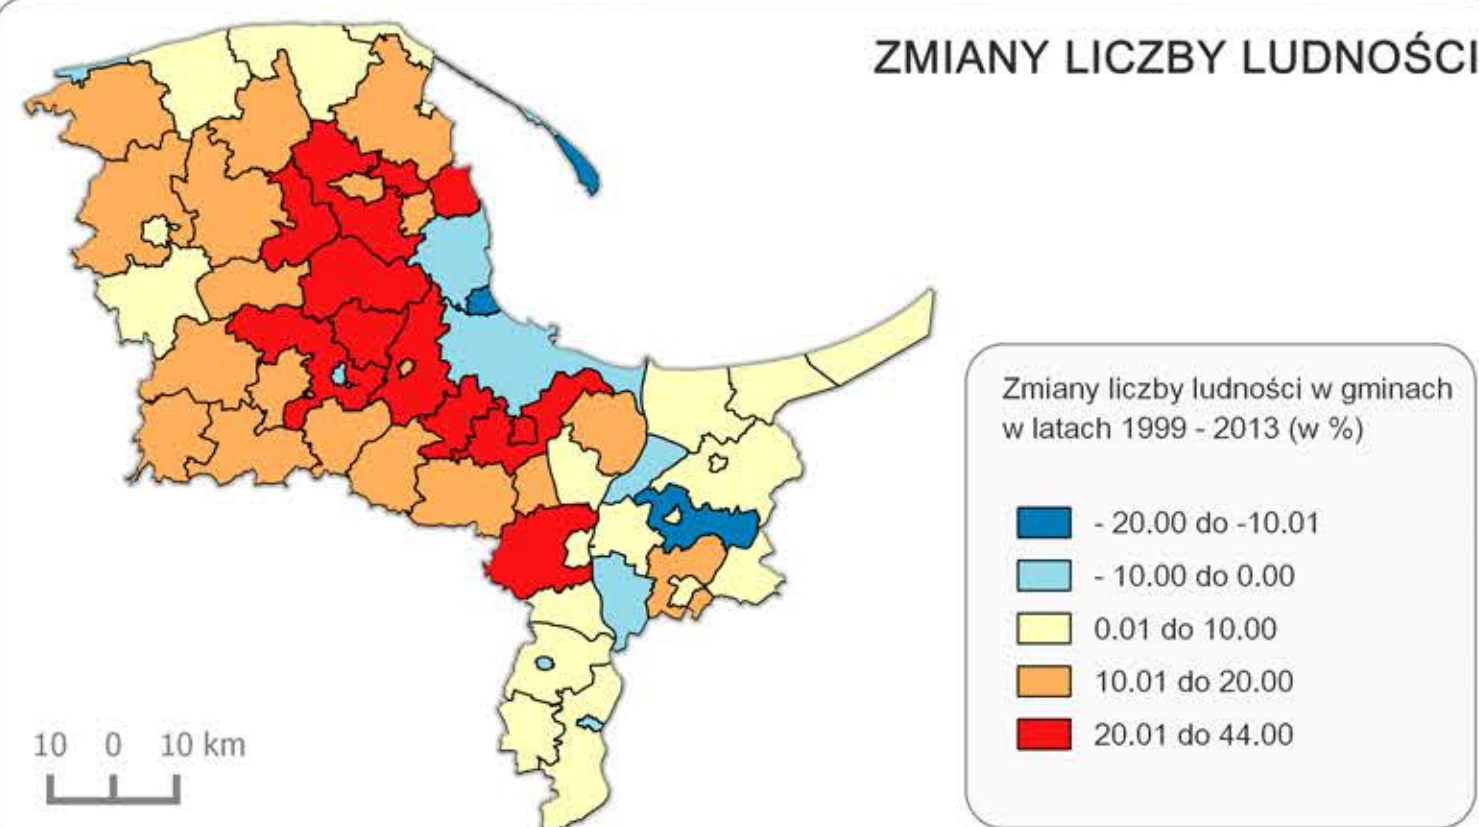 ZMIANY LICZBY LUDNOŚCI
Zmiany liczby ludności w gminach
w latach 1999 - 2013 (w %)
- 20.00 do -10.01
- 10.00 do 0.00
0.01 do 10.00
10.01 do 20.00
20.01 do 44.00
10 0 10 km